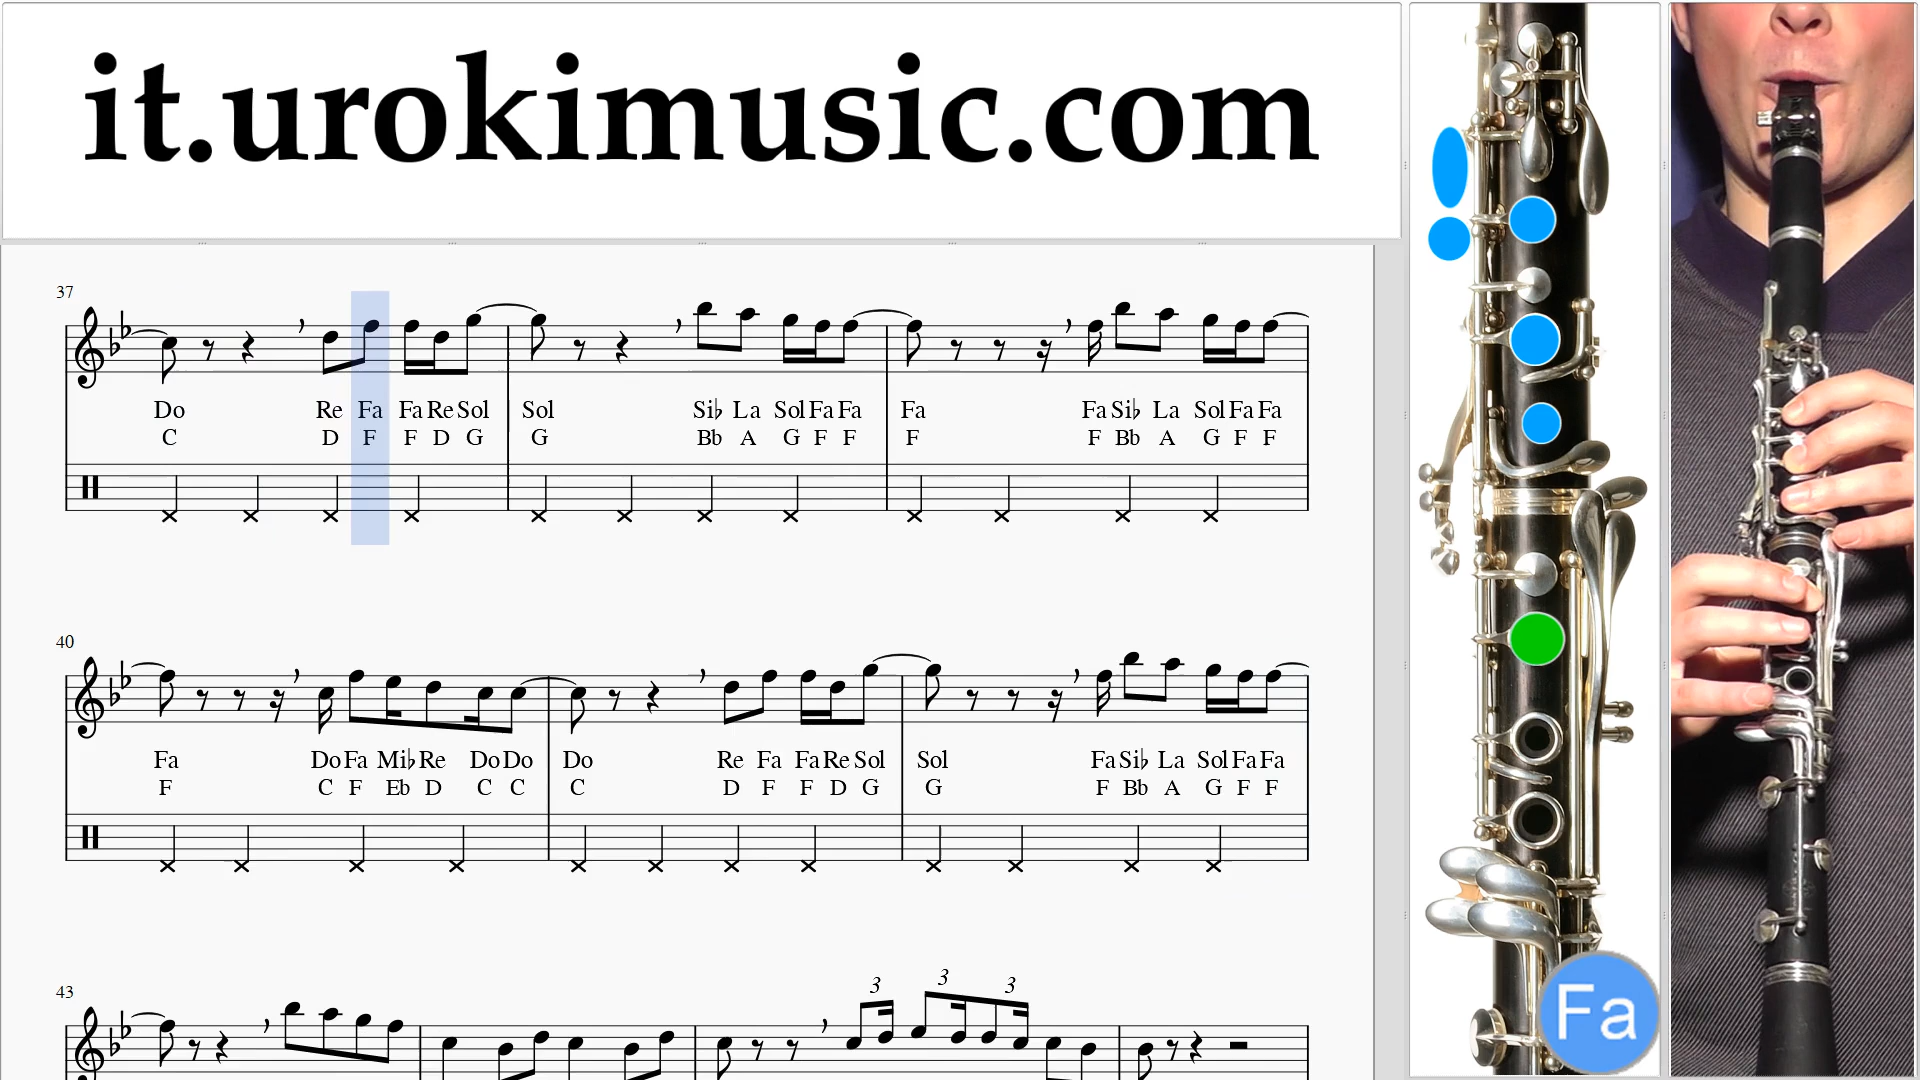 it.urokimusic.com
37
Do Re Fa Fa Re Sol Sol Si♭ La Sol Fa Fa Fa Fa Si♭ La Sol Fa Fa
C D F F D G G Bb A G F F F F Bb A G F F
40
Fa Do Fa Mi♭ Re Do Do Do Re Fa Fa Re Sol Sol Fa Si♭ La Sol Fa Fa
F C F Eb D C C C D F F D G G F Bb A G F F
43
3 3 3
Fa